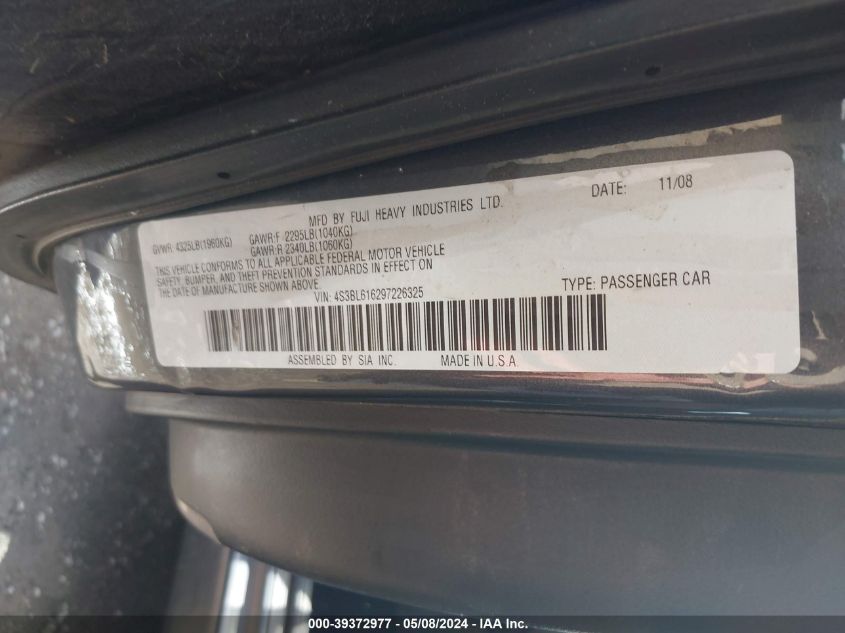 MFD BY FUJI HEAVY INDUSTRIES LTD. DATE: 11/08
GVWR: 4325LB(1960KG) GAWR:F 2295LB(1040KG)
GAWR:R 2340LB(1060KG)
THIS VEHICLE CONFORMS TO ALL APPLICABLE FEDERAL MOTOR VEHICLE
SAFETY, BUMPER, AND THEFT PREVENTION STANDARDS IN EFFECT ON
THE DATE OF MANUFACTURE SHOWN ABOVE
VIN: 4S3BL616297226325 TYPE: PASSENGER CAR
ASSEMBLED BY SIA INC. MADE IN U.S.A.
000-39372977 - 05/08/2024 - IAA Inc.